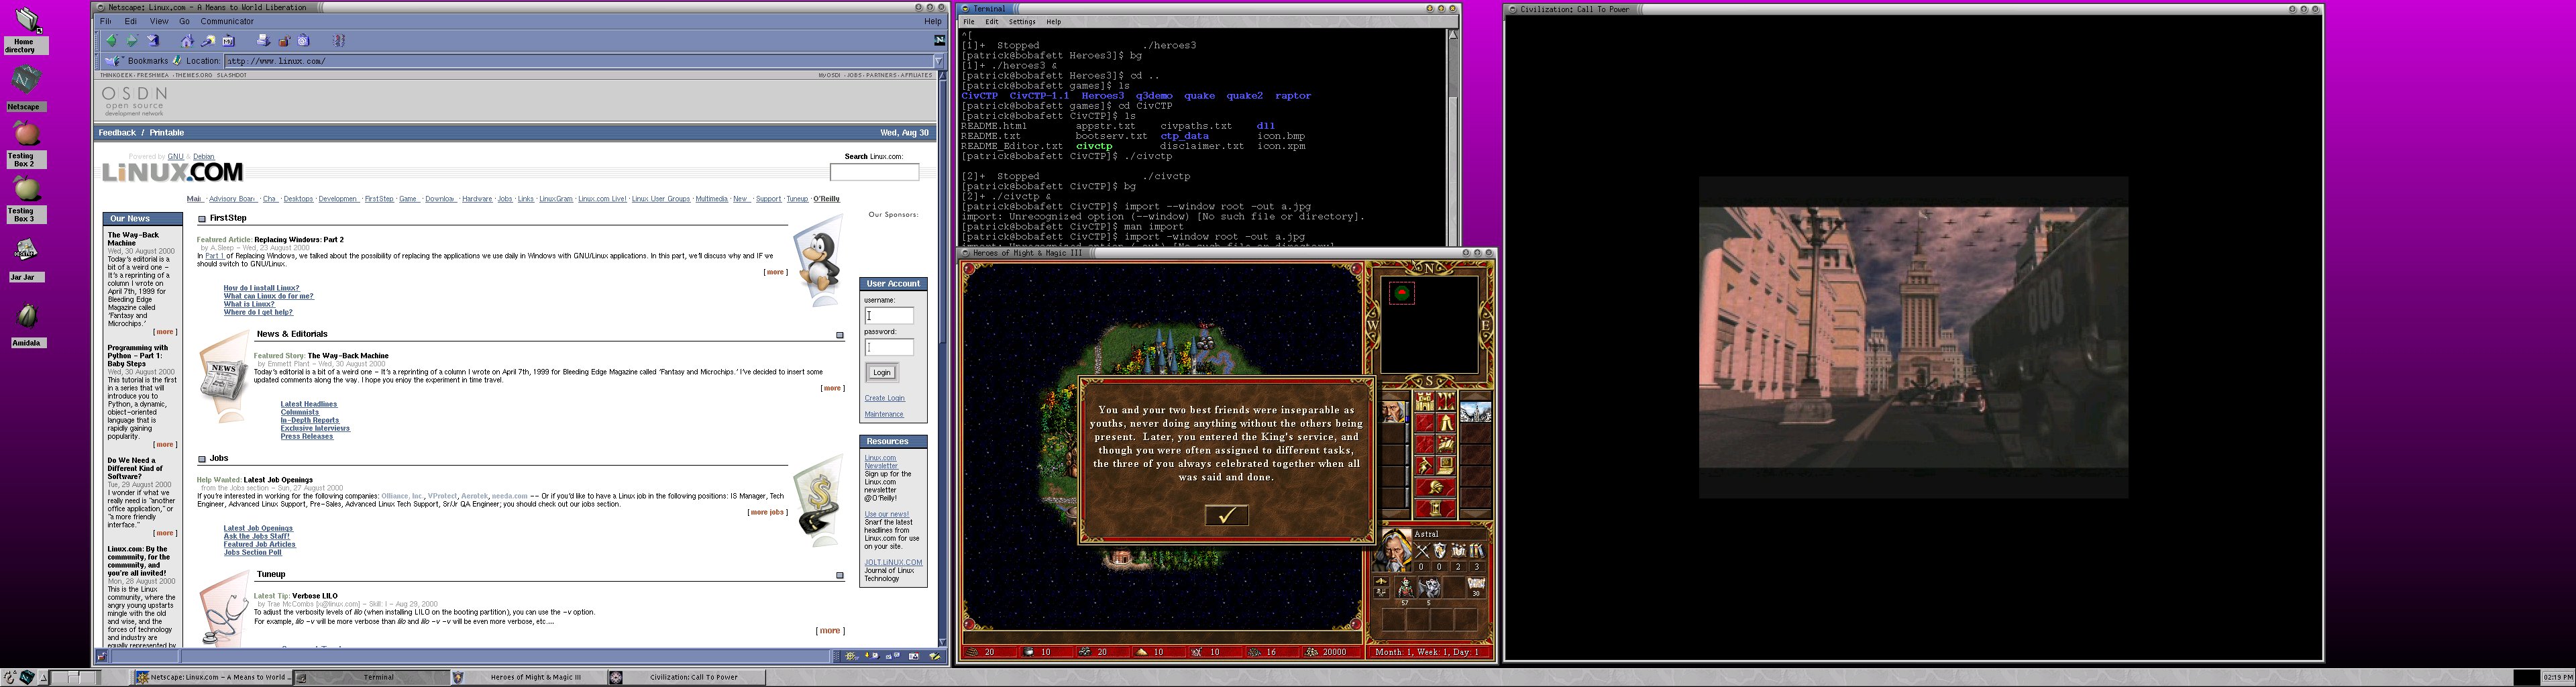 Home
directory
Netscape
Testing
Box 2
Testing
Box 3
Jar Jar
Amidala
Netscape: Linux.com - A Means to World Liberation
File Edit View Go Communicator
Help
Bookmarks Location: http://www.linux.com/
THINKGEEK · FRESHMEAT · THEMES.ORG SLASHDOT
My OSDN · JOBS · PARTNERS · AFFILIATES
OSDN
open source
development network
Feedback / Printable
Wed, Aug 30
Powered by GNU & Debian
LiNUX.COM
Search Linux.com:
Advisory Board · Desktops · FirstStep · Hardware · Jobs · Links · LinuxGram · Linux.com Live! · Linux User Groups · Multimedia · Support · Tuneup · O'Reilly
Our News
The Way-Back
Machine
Wed, 30 August 2000
Today's editorial is a
bit of a weird one -
It's a reprinting of a
column I wrote on
April 7th, 1999 for
Bleeding Edge
Magazine called
'Fantasy and
Microchips.'
[ more ]
Programming with
Python - Part 1:
Baby Steps
Wed, 30 August 2000
This tutorial is the first
in a series that will
introduce you to
Python, a dynamic,
object-oriented
language that is
rapidly gaining
popularity.
[ more ]
Do We Need a
Different Kind of
Software?
Tue, 29 August 2000
I wonder if what we
really need is "another
office application," or
"a more friendly
interface."
[ more ]
Linux.com: By the
community, for the
community, and
you're all invited!
Mon, 28 August 2000
This is the Linux
community, where the
angry young upstarts
mingle with the old
and wise, and the
forces of technology
and industry are
equally represented by
FirstStep
Featured Article: Replacing Windows: Part 2
by A.Sleep - Wed, 23 August 2000
In Part 1 of Replacing Windows, we talked about the possibility of replacing the applications we use daily in Windows with GNU/Linux applications. In this part, we'll discuss why and IF we
should switch to GNU/Linux.
[ more ]
How do I install Linux?
What can Linux do for me?
What is Linux?
Where do I get help?
News & Editorials
NEWS
Featured Story: The Way-Back Machine
by Emmett Plant - Wed, 30 August 2000
Today's editorial is a bit of a weird one - It's a reprinting of a column I wrote on April 7th, 1999 for Bleeding Edge Magazine called 'Fantasy and Microchips.' I've decided to insert some
updated comments along the way. I hope you enjoy the experiment in time travel.
[ more ]
Latest Headlines
Columnists
In-Depth Reports
Exclusive Interviews
Press Releases
Jobs
Help Wanted: Latest Job Openings
from the Jobs section - Sun, 27 August 2000
If you're interested in working for the following companies: Olliance, Inc., VProtect, Aerotek, needa.com -- Or if you'd like to have a Linux job in the following positions: IS Manager, Tech
Engineer, Advanced Linux Support, Pre-Sales, Advanced Linux Tech Support, Sr/Jr QA Engineer; you should check out our jobs section.
[ more jobs ]
Latest Job Openings
Ask the Jobs Staff!
Featured Job Articles
Jobs Section Poll
Tuneup
Latest Tip: Verbose LILO
by Trae McCombs [x@linux.com] - Skill: I - Aug 29, 2000
To adjust the verbosity levels of lilo (when installing LILO on the booting partition), you can use the -v option.
For example, lilo -v will be more verbose than lilo and lilo -v -v will be even more verbose, etc....
[ more ]
Our Sponsors:
User Account
username:
password:
Login
Create Login
Maintenance
Resources
Linux.com
Newsletter
Sign up for the
Linux.com
newsletter
@O'Reilly!
Use our news!
Snarf the latest
headlines from
Linux.com for use
on your site.
JOLT.LiNUX.COM
Journal of Linux
Technology
Terminal
File Edit Settings Help
^[
[1]+ Stopped ./heroes3
[patrick@bobafett Heroes3]$ bg
[1]+ ./heroes3 &
[patrick@bobafett Heroes3]$ cd ..
[patrick@bobafett games]$ ls
CivCTP CivCTP-1.1 Heroes3 q3demo quake quake2 raptor
[patrick@bobafett games]$ cd CivCTP
[patrick@bobafett CivCTP]$ ls
README.html appstr.txt civpaths.txt dll
README.txt bootserv.txt ctp_data icon.bmp
README_Editor.txt civctp disclaimer.txt icon.xpm
[patrick@bobafett CivCTP]$ ./civctp
[2]+ Stopped ./civctp
[patrick@bobafett CivCTP]$ bg
[2]+ ./civctp &
[patrick@bobafett CivCTP]$ import --window root -out a.jpg
import: Unrecognized option (--window) [No such file or directory].
[patrick@bobafett CivCTP]$ man import
[patrick@bobafett CivCTP]$ import -window root -out a.jpg
Heroes of Might & Magic III
N
W
E
S
You and your two best friends were inseparable as
youths, never doing anything without the others being
present. Later, you entered the King's service, and
though you were often assigned to different tasks,
the three of you always celebrated together when all
was said and done.
Astral
0 0 2 3
30
57 5
20 10 20 10 10 16 20000
Month: 1, Week: 1, Day: 1
Civilization: Call To Power
808
Netscape: Linux.com - A Means to World ...
Terminal
Heroes of Might & Magic III
Civilization: Call To Power
02:19 PM